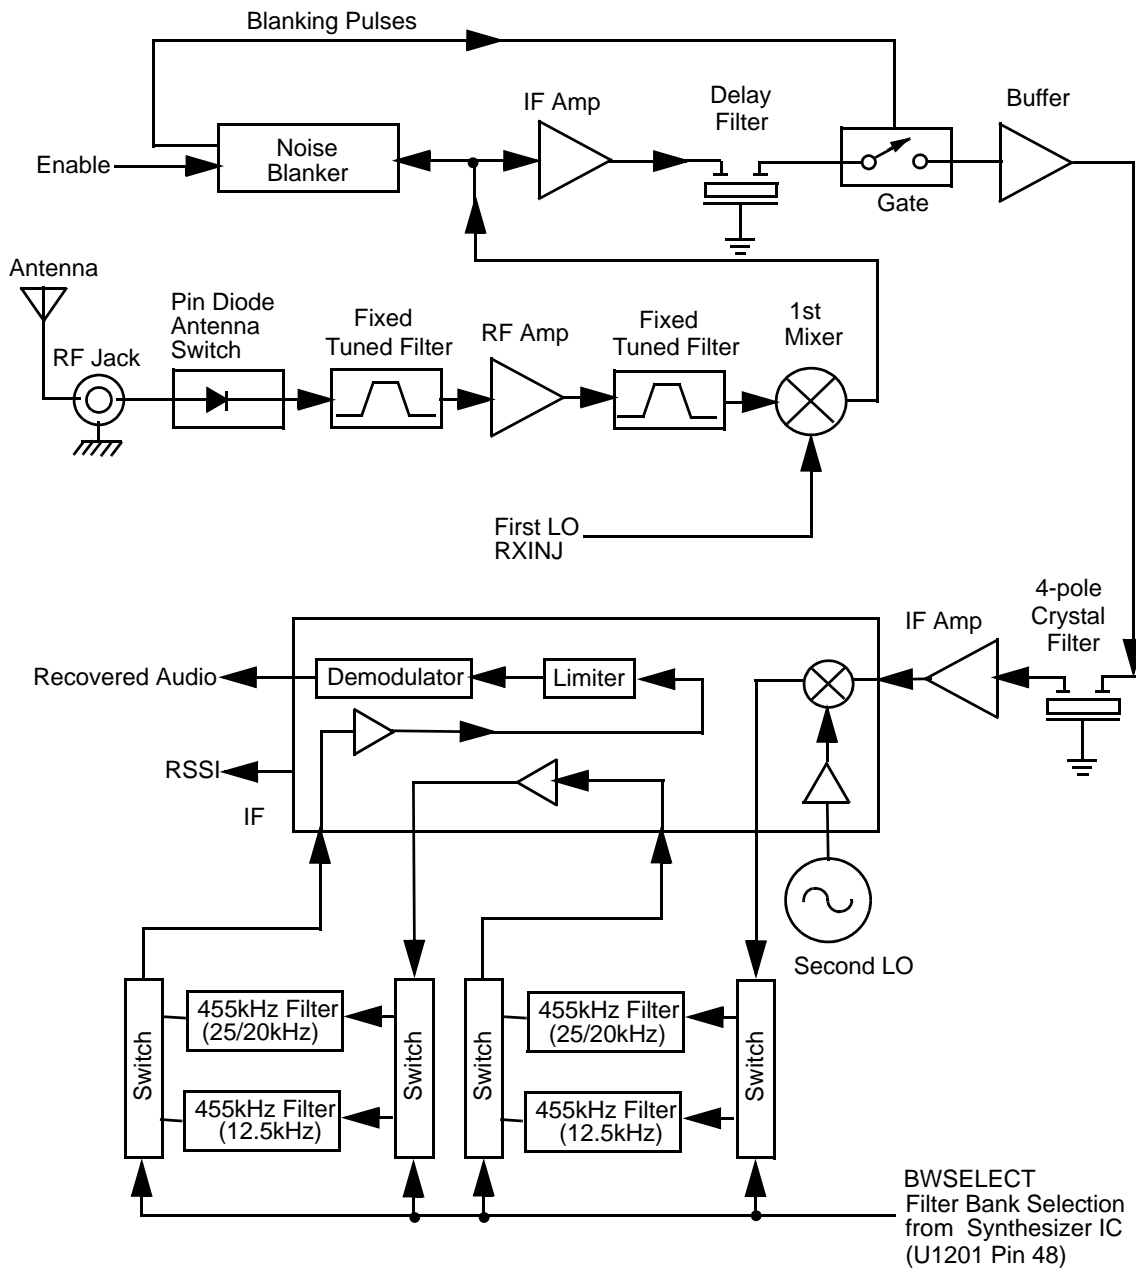 Blanking Pulses
IF Amp
Delay
Filter
Buffer
Enable
Noise
Blanker
Gate
Antenna
Pin Diode
Antenna
Switch
Fixed
Tuned Filter
RF Amp
Fixed
Tuned Filter
1st
Mixer
RF Jack
First LO
RXINJ
4-pole
Crystal
Filter
IF Amp
Recovered Audio
Demodulator
Limiter
RSSI
IF
Second LO
Switch
455kHz Filter
(25/20kHz)
455kHz Filter
(12.5kHz)
Switch
Switch
455kHz Filter
(25/20kHz)
455kHz Filter
(12.5kHz)
Switch
BWSELECT
Filter Bank Selection
from Synthesizer IC
(U1201 Pin 48)